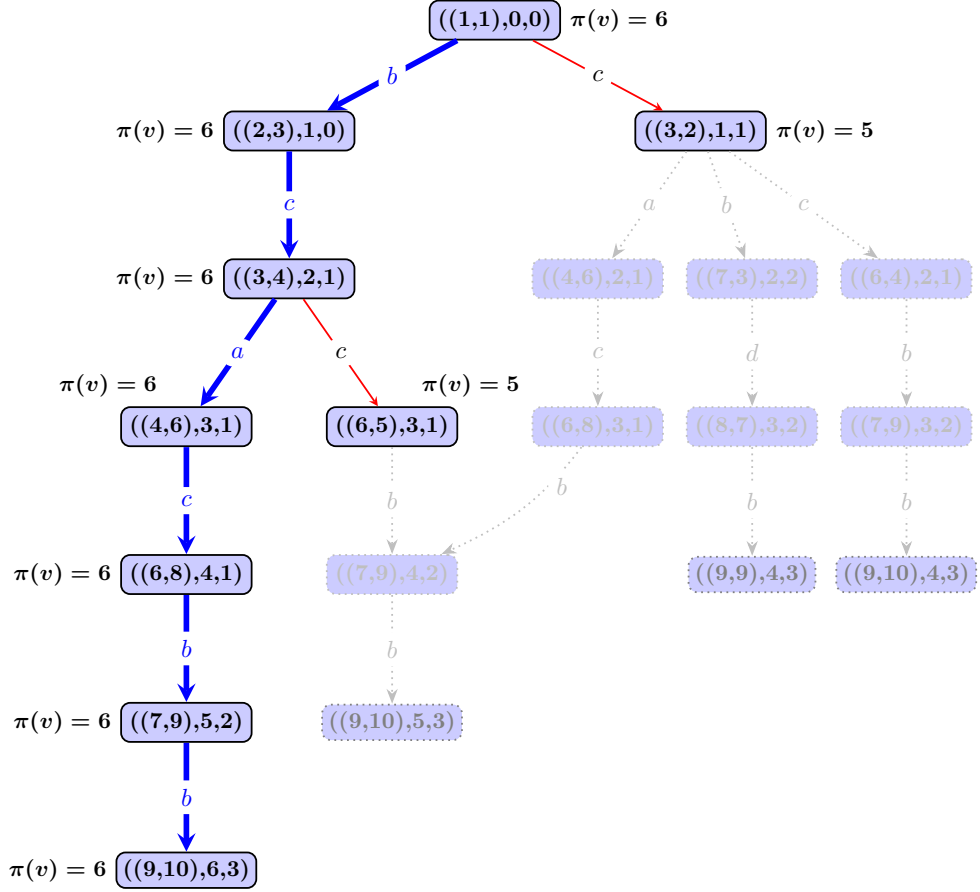 ((1,1),0,0) π(v) = 6
b c
π(v) = 6 ((2,3),1,0) ((3,2),1,1) π(v) = 5
c a b c
π(v) = 6 ((3,4),2,1) ((4,6),2,1) ((7,3),2,2) ((6,4),2,1)
a c c d b
π(v) = 6 π(v) = 5
((4,6),3,1) ((6,5),3,1) ((6,8),3,1) ((8,7),3,2) ((7,9),3,2)
c b b b b
π(v) = 6 ((6,8),4,1) ((7,9),4,2) ((9,9),4,3) ((9,10),4,3)
b b
π(v) = 6 ((7,9),5,2) ((9,10),5,3)
b
π(v) = 6 ((9,10),6,3)